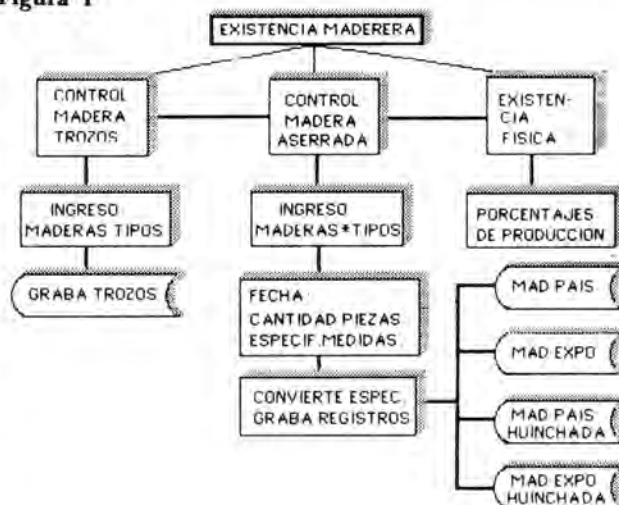 Figura 1
EXISTENCIA MADERERA
CONTROL
MADERA
TROZOS
CONTROL
MADERA
ASERRADA
EXISTEN-
CIA
FISICA
INGRESO
MADERAS TIPOS
INGRESO
MADERAS*TIPOS
PORCENTAJES
DE PRODUCCION
GRABA TROZOS
FECHA
CANTIDAD PIEZAS
ESPECIF.MEDIDAS
CONVIERTE ESPEC.
GRABA REGISTROS
MAD PAIS
MAD EXPO
MAD PAIS
HUINCHADA
MAD EXPO
HUINCHADA